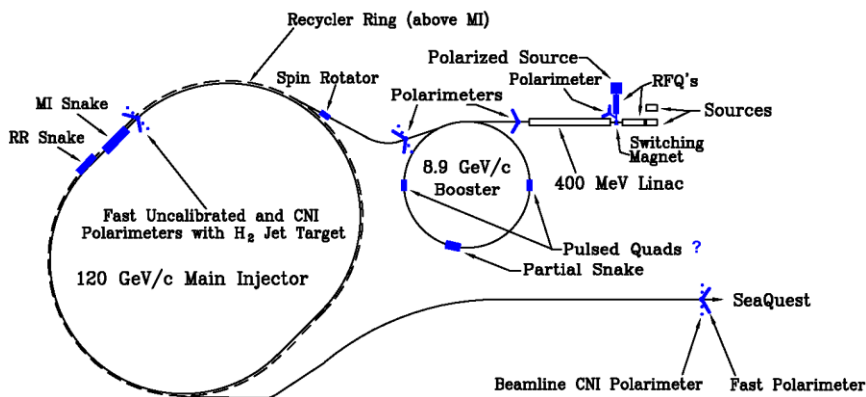 Recycler Ring (above MI)
Polarized Source
Spin Rotator
Polarimeter
RFQ's
MI Snake
Polarimeters
Sources
RR Snake
Switching
Magnet
8.9 GeV/c
Booster
400 MeV Linac
Fast Uncalibrated and CNI
Polarimeters with H2 Jet Target
Pulsed Quads ?
Partial Snake
120 GeV/c Main Injector
SeaQuest
Beamline CNI Polarimeter
Fast Polarimeter